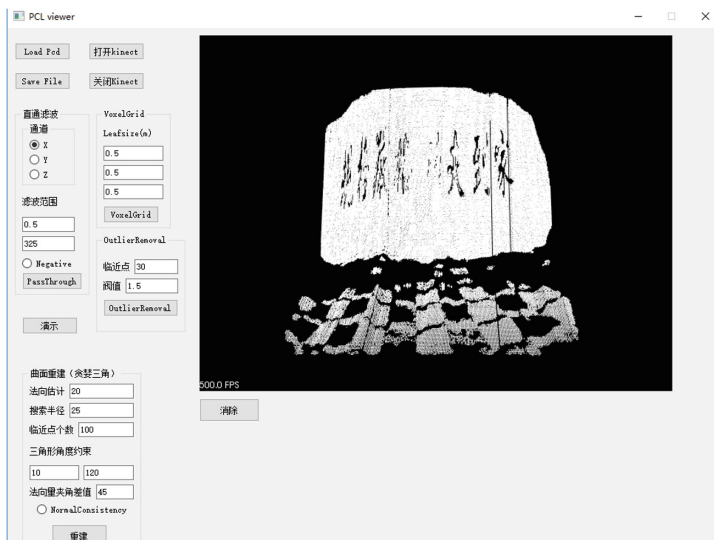 PCL viewer
Load Pcd
打开kinect
Save File
关闭Kinect
直通滤波
通道
X
Y
Z
滤波范围
0.5
325
Negative
PassThrough
演示
VoxelGrid
Leafsize(m)
0.5
0.5
0.5
VoxelGrid
OutlierRemoval
临近点 30
阀值 1.5
OutlierRemoval
500.0 FPS
消除
曲面重建（贪婪三角）
法向估计 20
搜索半径 25
临近点个数 100
三角形角度约束
10 120
法向量夹角差值 45
NormalConsistency
重建